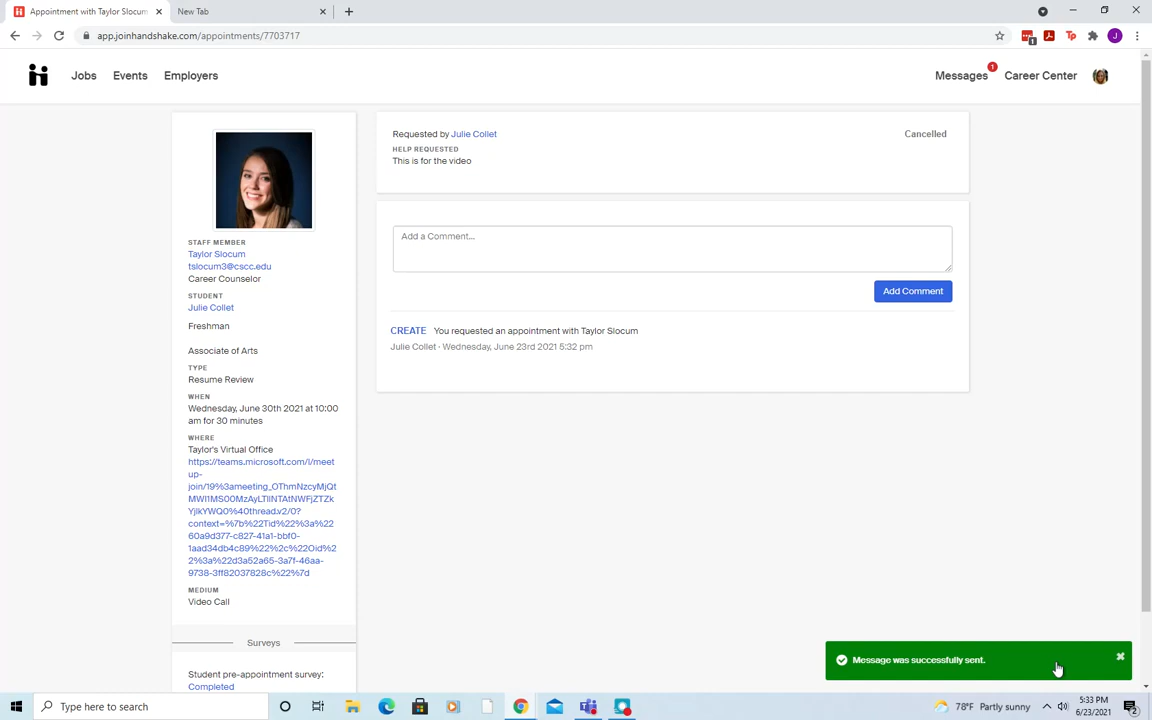 Appointment with Taylor Slocum
New Tab
app.joinhandshake.com/appointments/7703717
1
J
Jobs
Events
Employers
Messages
1
Career Center
Requested by Julie Collet
Cancelled
HELP REQUESTED
This is for the video
Add a Comment...
Add Comment
CREATE You requested an appointment with Taylor Slocum
Julie Collet · Wednesday, June 23rd 2021 5:32 pm
STAFF MEMBER
Taylor Slocum
tslocum3@cscc.edu
Career Counselor
STUDENT
Julie Collet
Freshman
Associate of Arts
TYPE
Resume Review
WHEN
Wednesday, June 30th 2021 at 10:00
am for 30 minutes
WHERE
Taylor's Virtual Office
https://teams.microsoft.com/l/meet
up-
join/19%3ameeting_OThmNzcyMjQt
MWI1MS00MzAyLTllNTAtNWFjZTZk
YjlkYWQ0%40thread.v2/0?
context=%7b%22Tid%22%3a%22
60a9d377-c827-41a1-bbf0-
1aad34db4c89%22%2c%22Oid%2
2%3a%22d3a52a65-3a7f-46aa-
9738-3ff82037828c%22%7d
MEDIUM
Video Call
Surveys
Student pre-appointment survey:
Completed
Message was successfully sent.
Type here to search
78°F Partly sunny
5:33 PM
6/23/2021
2